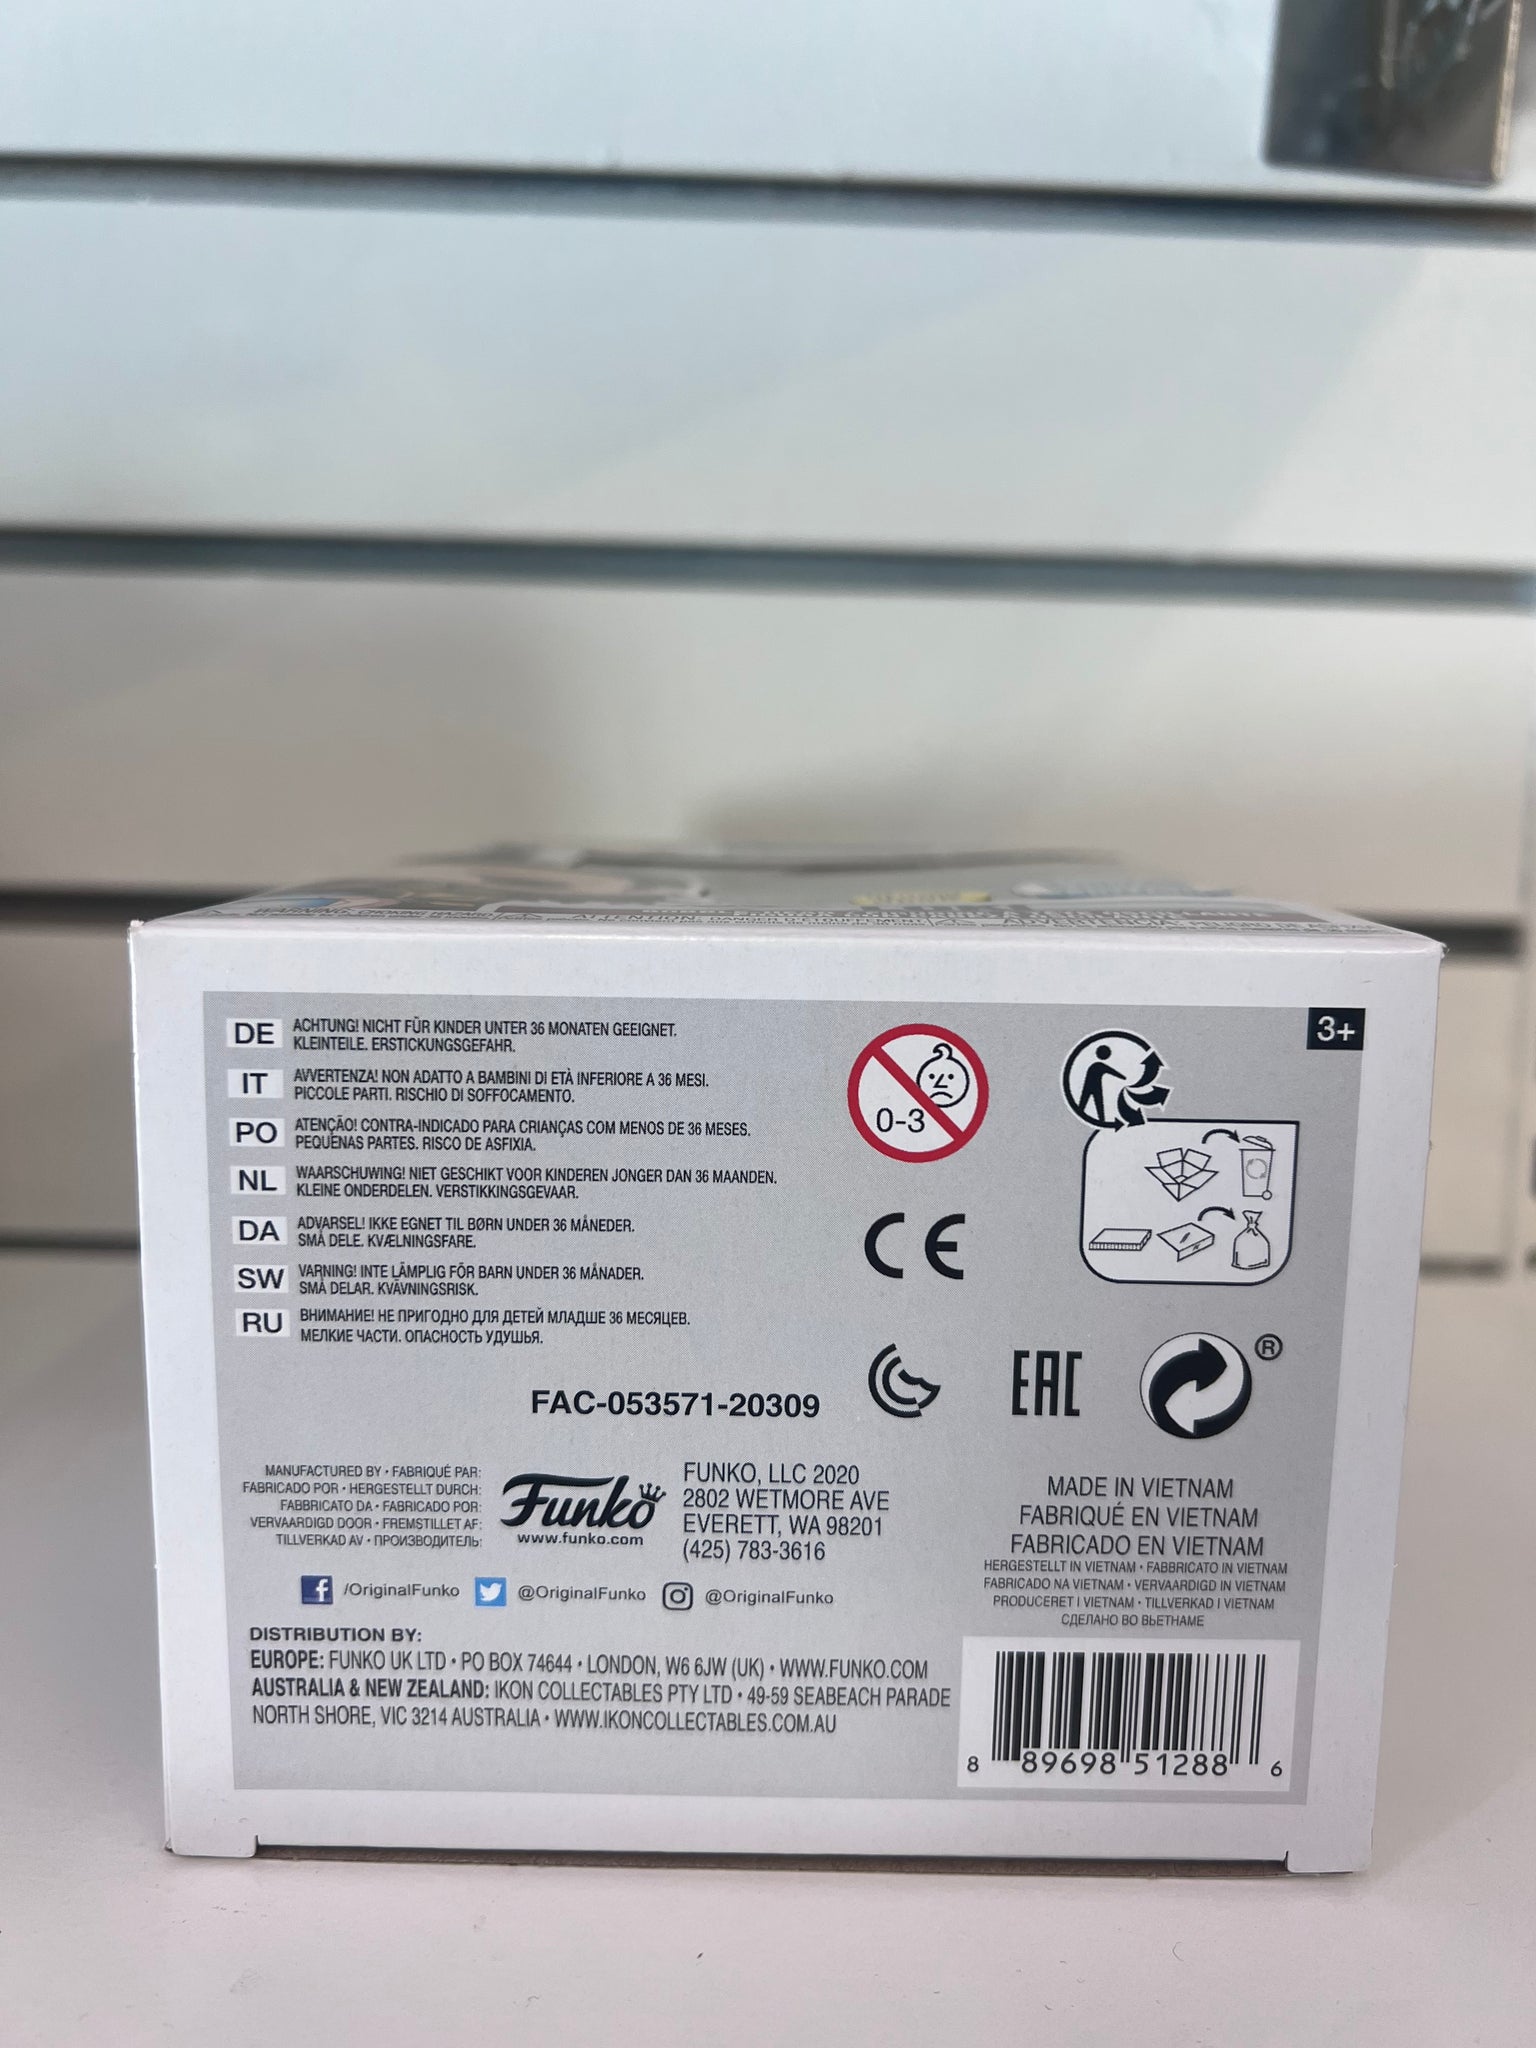 DE ACHTUNG! NICHT FÜR KINDER UNTER 36 MONATEN GEEIGNET.
KLEINTEILE. ERSTICKUNGSGEFAHR.
IT AVVERTENZA! NON ADATTO A BAMBINI DI ETÀ INFERIORE A 36 MESI.
PICCOLE PARTI. RISCHIO DI SOFFOCAMENTO.
PO ATENÇÃO! CONTRA-INDICADO PARA CRIANÇAS COM MENOS DE 36 MESES.
PEQUENAS PARTES. RISCO DE ASFIXIA.
NL WAARSCHUWING! NIET GESCHIKT VOOR KINDEREN JONGER DAN 36 MAANDEN.
KLEINE ONDERDELEN. VERSTIKKINGSGEVAAR.
DA ADVARSEL! IKKE EGNET TIL BØRN UNDER 36 MÅNEDER.
SMÅ DELE. KVÆLNINGSFARE.
SW VARNING! INTE LÄMPLIG FÖR BARN UNDER 36 MÅNADER.
SMÅ DELAR. KVÄVNINGSRISK.
RU ВНИМАНИЕ! НЕ ПРИГОДНО ДЛЯ ДЕТЕЙ МЛАДШЕ 36 МЕСЯЦЕВ.
МЕЛКИЕ ЧАСТИ. ОПАСНОСТЬ УДУШЬЯ.
0-3
3+
CE
FAC-053571-20309
EAC
®
MANUFACTURED BY • FABRIQUÉ PAR:
FABRICADO POR • HERGESTELLT DURCH:
FABBRICATO DA • FABRICADO POR:
VERVAARDIGD DOOR • FREMSTILLET AF:
TILLVERKAD AV • ПРОИЗВОДИТЕЛЬ:
Funko
www.funko.com
FUNKO, LLC 2020
2802 WETMORE AVE
EVERETT, WA 98201
(425) 783-3616
MADE IN VIETNAM
FABRIQUÉ EN VIETNAM
FABRICADO EN VIETNAM
HERGESTELLT IN VIETNAM • FABBRICATO IN VIETNAM
FABRICADO NA VIETNAM • VERVAARDIGD IN VIETNAM
PRODUCERET I VIETNAM • TILLVERKAD I VIETNAM
СДЕЛАНО ВО ВЬЕТНАМЕ
/OriginalFunko @OriginalFunko @OriginalFunko
DISTRIBUTION BY:
EUROPE: FUNKO UK LTD • PO BOX 74644 • LONDON, W6 6JW (UK) • WWW.FUNKO.COM
AUSTRALIA & NEW ZEALAND: IKON COLLECTABLES PTY LTD • 49-59 SEABEACH PARADE
NORTH SHORE, VIC 3214 AUSTRALIA • WWW.IKONCOLLECTABLES.COM.AU
8 89698 51288 6